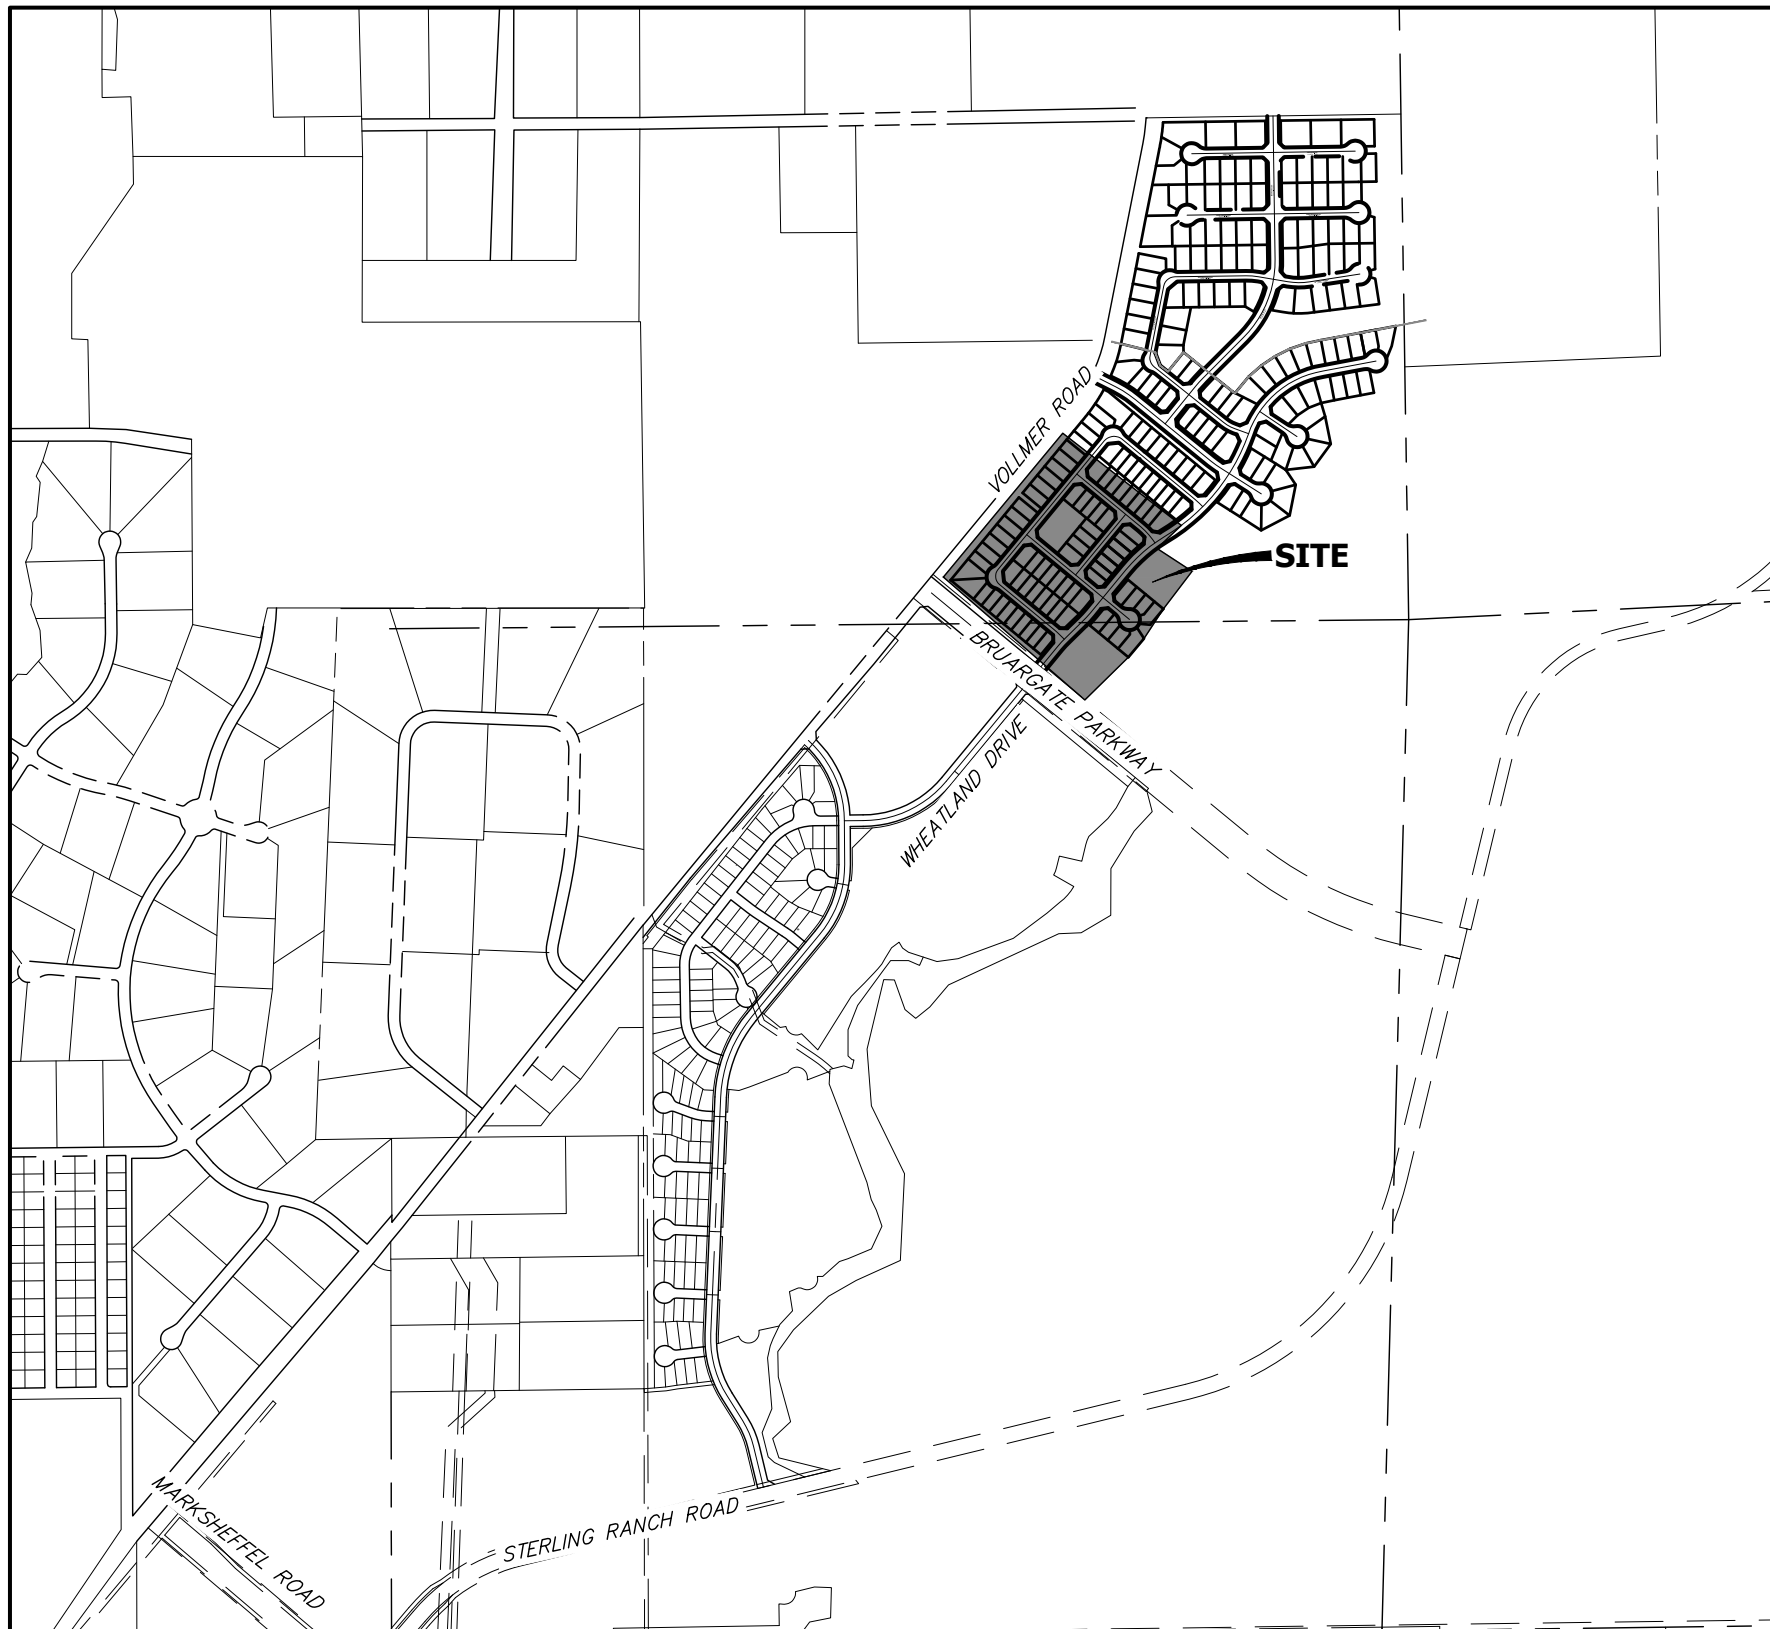 VOLLMER ROAD
SITE
BRUARGATE PARKWAY
WHEATLAND DRIVE
STERLING RANCH ROAD
MARKSHEFFEL ROAD